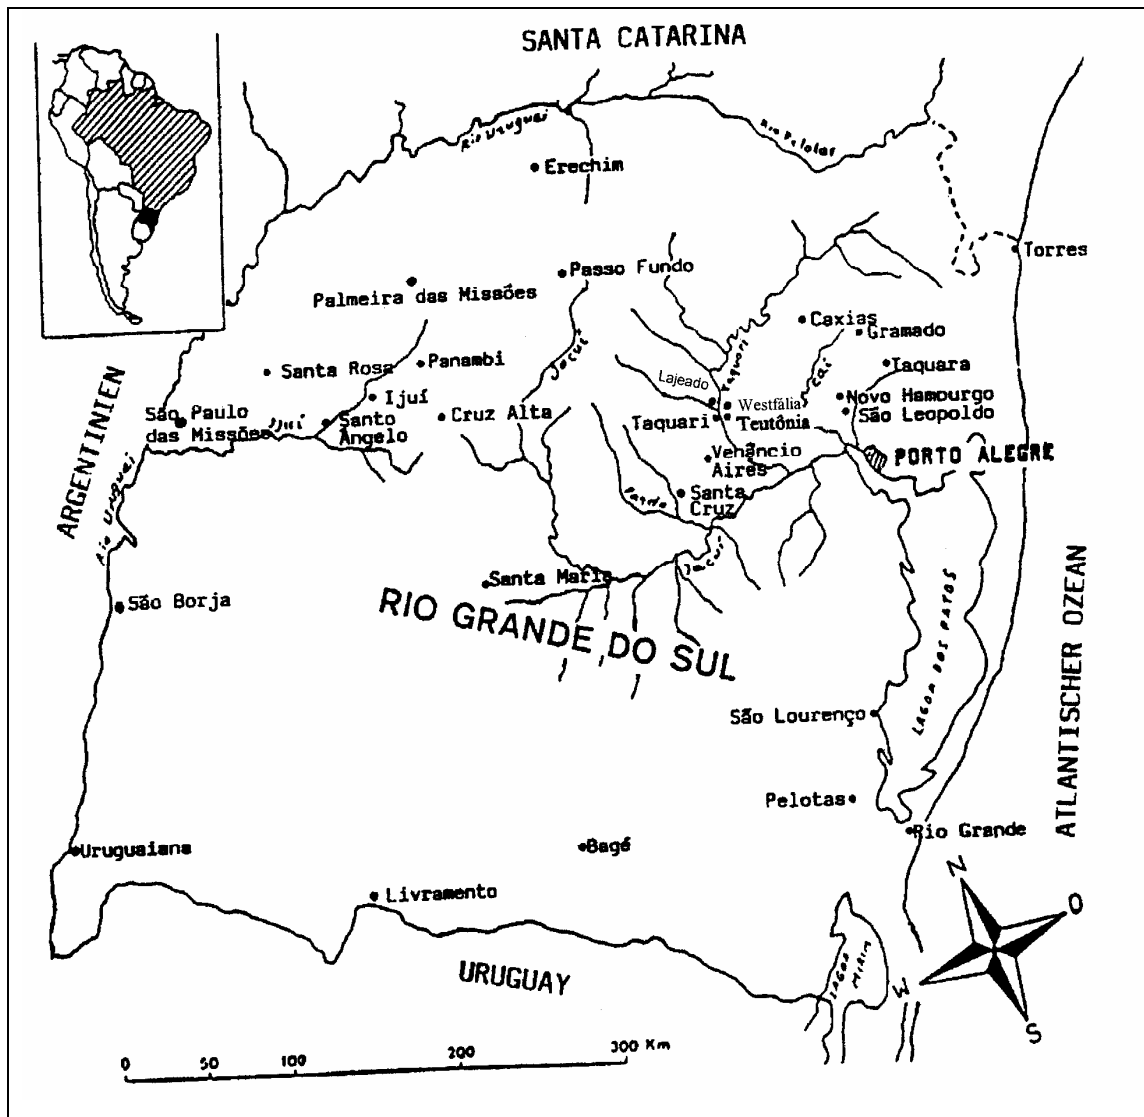 SANTA CATARINA
Rio Uruguai
Rio Pelotas
Erechim
Torres
Passo Fundo
Palmeira das Missões
Caxias
Gramado
Jacuí
Taquari
Caí
Santa Rosa
Panambi
Taquara
Lajeado
Ijuí
Novo Hamourgo
Westfália
São Paulo
das Missões
Ijuí
Santo
Ângelo
Cruz Alta
Taquari
Teutônia
São Leopoldo
Venâncio
Aires
PORTO ALEGRE
ARGENTINIEN
Rio Uruguai
Pardo
Santa
Cruz
Jacuí
Santa Maria
São Borja
RIO GRANDE DO SUL
LAGOA DOS PATOS
ATLANTISCHER OZEAN
São Lourenço
Pelotas
Rio Grande
Uruguaiana
Bagé
Livramento
N
O
W
S
LAGOA
MIRIM
URUGUAY
0 50 100 200 300 Km